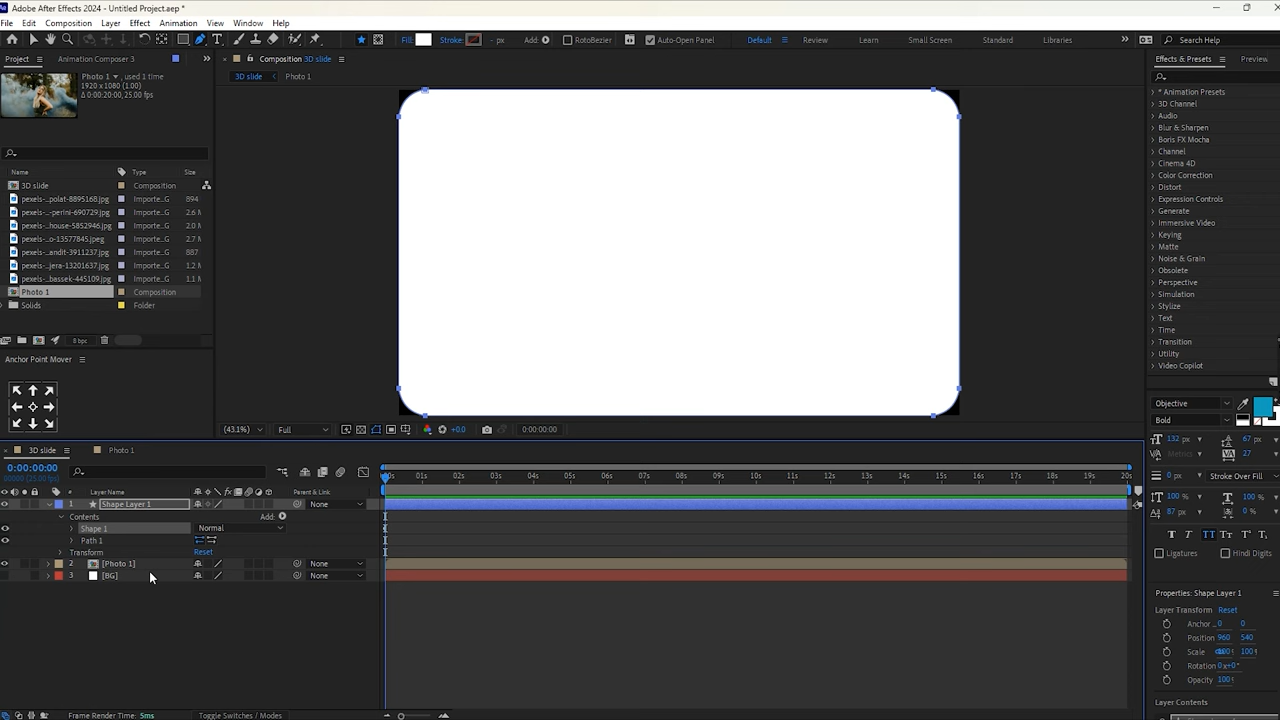 Adobe After Effects 2024 - Untitled Project.aep *
File Edit Composition Layer Effect Animation View Window Help
Fill: Stroke: - px Add: RotoBezier Auto-Open Panel Default Review Learn Small Screen Standard Libraries Search Help
Project Animation Composer 3 Composition 3D slide Effects & Presets Preview
Photo 1 , used 1 time
1920 x 1080 (1.00)
Δ 0:00:20:00, 25.00 fps
3D slide Photo 1
Name Type Size
3D slide Composition
pexels-...polat-8895168.jpg Importe...G 894
pexels-...-perini-690729.jpg Importe...G 2.6 M
pexels-...house-5852946.jpg Importe...G 2.0 M
pexels-...o-13577845.jpeg Importe...G 2.7 M
pexels-...andit-3911237.jpg Importe...G 887
pexels-...jera-13201637.jpg Importe...G 1.2 M
pexels-...bassek-445109.jpg Importe...G 1.1 M
Photo 1 Composition
Solids Folder
8 bpc
Anchor Point Mover
(43.1%) Full +0.0 0:00:00:00
* Animation Presets
3D Channel
Audio
Blur & Sharpen
Boris FX Mocha
Channel
Cinema 4D
Color Correction
Distort
Expression Controls
Generate
Immersive Video
Keying
Matte
Noise & Grain
Obsolete
Perspective
Simulation
Stylize
Text
Time
Transition
Utility
Video Copilot
Objective
Bold
132 px 67 px
Metrics 27
0 px Stroke Over Fill
100 % 100 %
87 px 0 %
T T TT Tt T¹ T₁
Ligatures Hindi Digits
Properties: Shape Layer 1
Layer Transform Reset
Anchor... 0 0
Position 960 540
Scale 100 100
Rotation 0x+0°
Opacity 100
Layer Contents
3D slide Photo 1
0:00:00:00
00000 (25.00 fps)
01s 02s 03s 04s 05s 06s 07s 08s 09s 10s 11s 12s 13s 14s 15s 16s 17s 18s 19s 20s
# Layer Name Parent & Link
1 Shape Layer 1 None
Contents Add:
Shape 1 Normal
Path 1
Transform Reset
2 [Photo 1] None
3 [BG] None
Frame Render Time: 5ms Toggle Switches / Modes